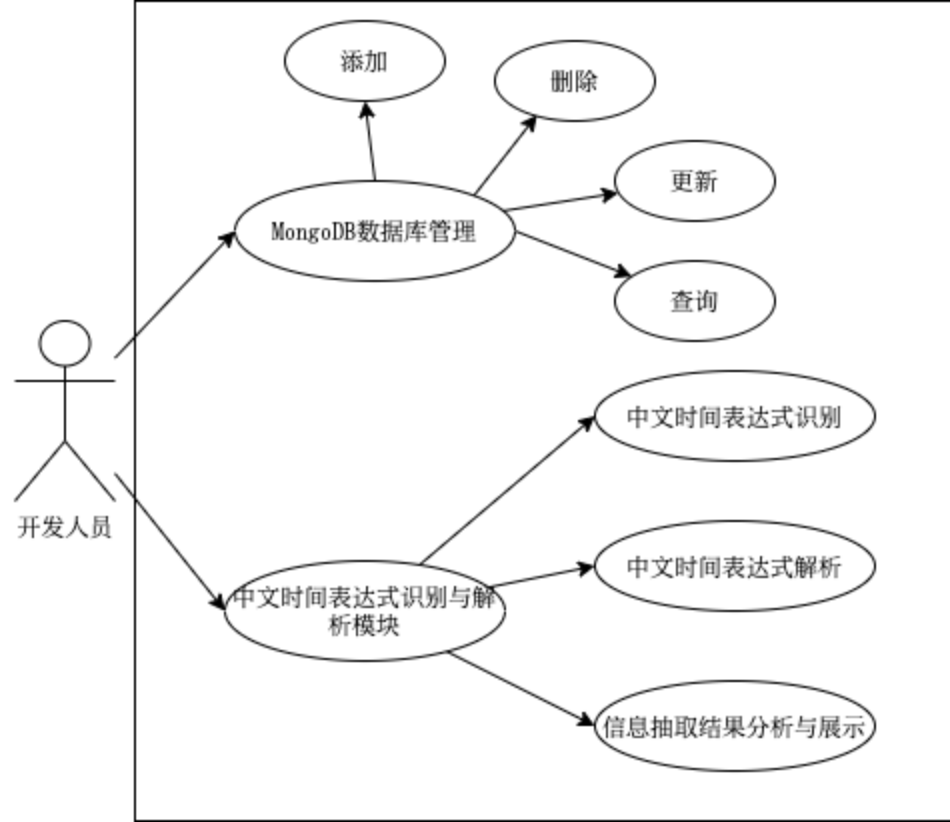 添加
删除
更新
MongoDB数据库管理
查询
中文时间表达式识别
开发人员
中文时间表达式解析
中文时间表达式识别与解
析模块
信息抽取结果分析与展示